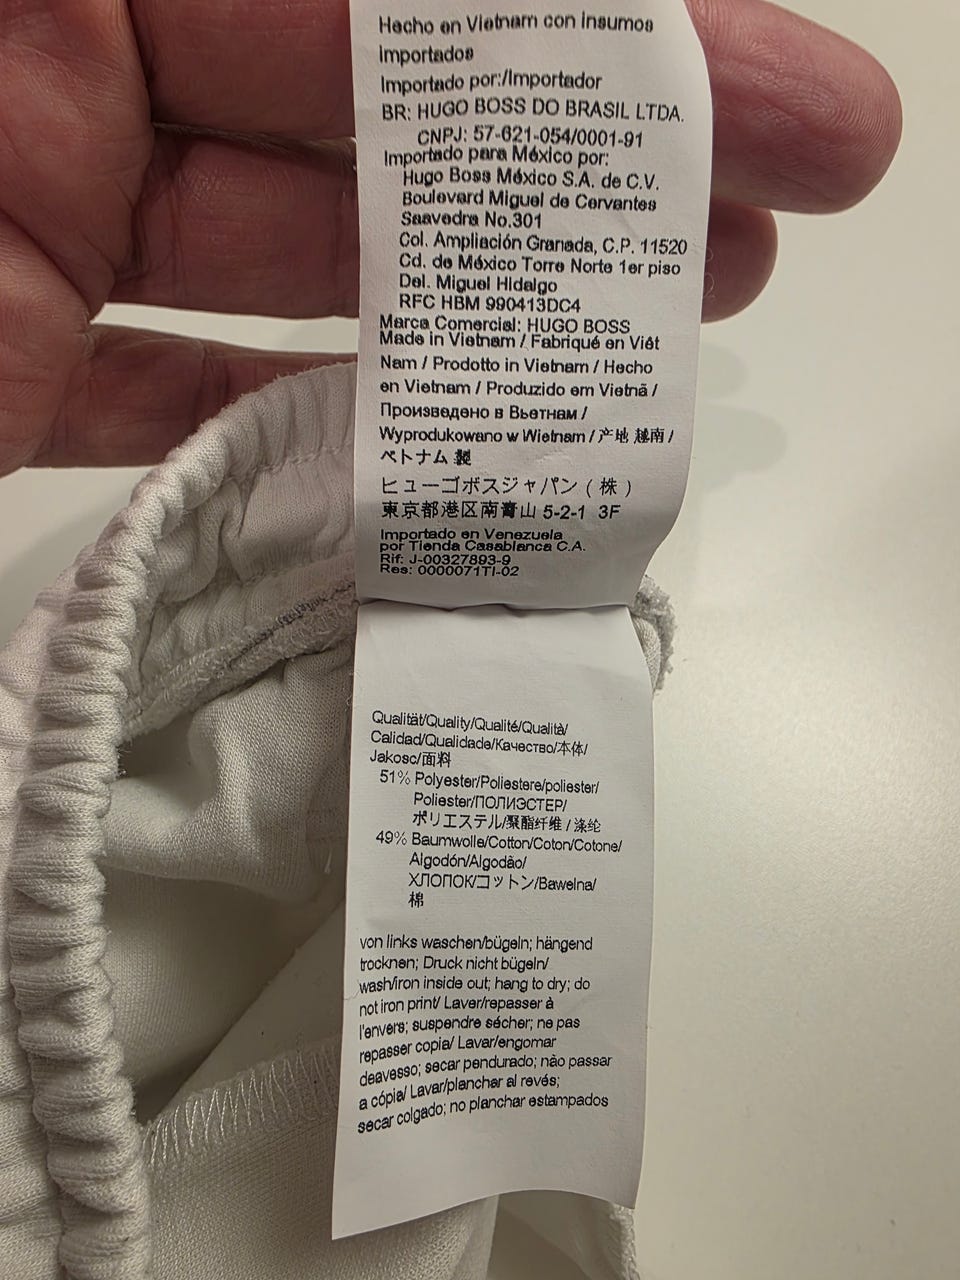 Hecho en Vietnam con insumos
importados
Importado por:/Importador
BR: HUGO BOSS DO BRASIL LTDA.
CNPJ: 57-621-054/0001-91
Importado para México por:
Hugo Boss México S.A. de C.V.
Boulevard Miguel de Cervantes
Saavedra No.301
Col. Ampliación Granada, C.P. 11520
Cd. de México Torre Norte 1er piso
Del. Miguel Hidalgo
RFC HBM 990413DC4
Marca Comercial: HUGO BOSS
Made in Vietnam / Fabriqué en Viêt
Nam / Prodotto in Vietnam / Hecho
en Vietnam / Produzido em Vietnã /
Произведено в Вьетнам /
Wyprodukowano w Wietnam / 产地 越南 /
ベトナム 製
ヒューゴボスジャパン ( 株 )
東京都港区南青山 5-2-1 3F
Importado en Venezuela
por Tienda Casablanca C.A.
Rif: J-00327893-9
Res: 0000071TI-02
Qualität/Quality/Qualité/Qualità/
Calidad/Qualidade/Качество/本体/
Jakosc/面料
51% Polyester/Poliestere/poliester/
Poliester/ПОЛИЭСТЕР/
ポリエステル/聚酯纤维 / 涤纶
49% Baumwolle/Cotton/Coton/Cotone/
Algodón/Algodão/
ХЛОПОК/コットン/Bawelna/
棉
von links waschen/bügeln; hängend
trocknen; Druck nicht bügeln/
wash/iron inside out; hang to dry; do
not iron print/ Laver/repasser à
l'envers; suspendre sécher; ne pas
repasser copia/ Lavar/engomar
deavesso; secar pendurado; não passar
a cópia/ Lavar/planchar al revés;
secar colgado; no planchar estampados